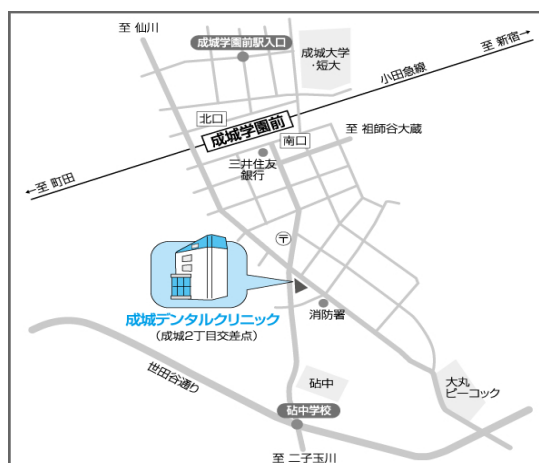 至 仙川
成城学園前駅入口
成城大学
・短大
至 新宿
小田急線
北口
成城学園前
南口
至 祖師谷大蔵
三井住友
銀行
至 町田
〒
成城デンタルクリニック
(成城2丁目交差点)
消防署
世田谷通り
砧中
大丸
ピーコック
砧中学校
至 二子玉川